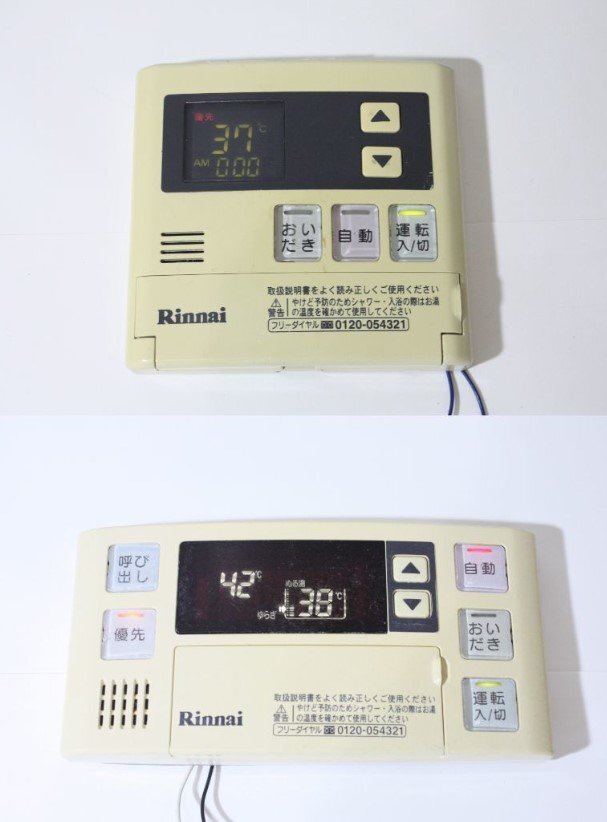 優先
37℃
AM 0:00
おい
だき
自動
運転
入/切
取扱説明書をよく読み正しくご使用ください
警告
やけど予防のためシャワー・入浴の際はお湯
の温度を確かめて使用してください
Rinnai
フリーダイヤル 0120-054321
呼び
出し
42℃
ぬる湯
ゆらぎ
38℃
自動
優先
おい
だき
運転
入/切
取扱説明書をよく読み正しくご使用ください
警告
やけど予防のためシャワー・入浴の際はお湯
の温度を確かめて使用してください
Rinnai
フリーダイヤル 0120-054321